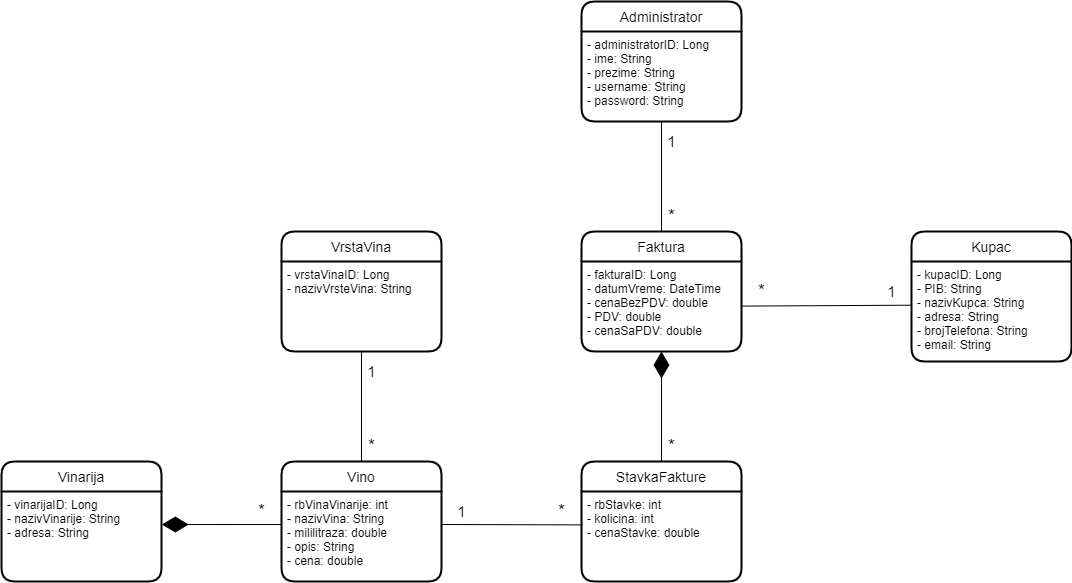 Administrator
- administratorID: Long
- ime: String
- prezime: String
- username: String
- password: String
1
*
VrstaVina
- vrstaVinaID: Long
- nazivVrsteVina: String
Faktura
- fakturaID: Long
- datumVreme: DateTime
- cenaBezPDV: double
- PDV: double
- cenaSaPDV: double
*
1
Kupac
- kupacID: Long
- PIB: String
- nazivKupca: String
- adresa: String
- brojTelefona: String
- email: String
1
*
*
Vinarija
- vinarijaID: Long
- nazivVinarije: String
- adresa: String
*
Vino
- rbVinaVinarije: int
- nazivVina: String
- mililitraza: double
- opis: String
- cena: double
1
*
StavkaFakture
- rbStavke: int
- kolicina: int
- cenaStavke: double